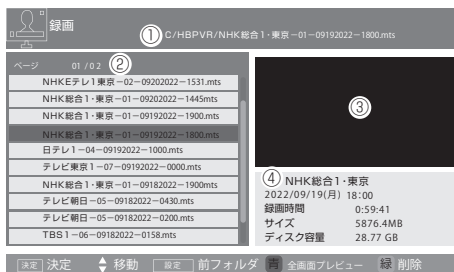 録画
① C/HBPVR/NHK総合1・東京－01－09192022－1800.mts
ページ 01/02 ②
NHKEテレ1東京－02－09202022－1531.mts
NHK総合1・東京－01－09202022－1445mts
NHK総合1・東京－01－09192022－1900.mts
NHK総合1・東京－01－09192022－1800.mts
日テレ1－04－09192022－1000.mts
テレビ東京1－07－09192022－0000.mts
NHK総合1・東京－01－09182022－1900mts
テレビ朝日－05－09182022－0430.mts
テレビ朝日－05－09182022－0200.mts
TBS1－06－09182022－0158.mts
③
④ NHK総合1・東京
2022/09/19(月) 18:00
録画時間 0:59:41
サイズ 5876.4MB
ディスク容量 28.77 GB
決定 決定 移動 設定 前フォルダ 青 全画面プレビュー 緑 削除